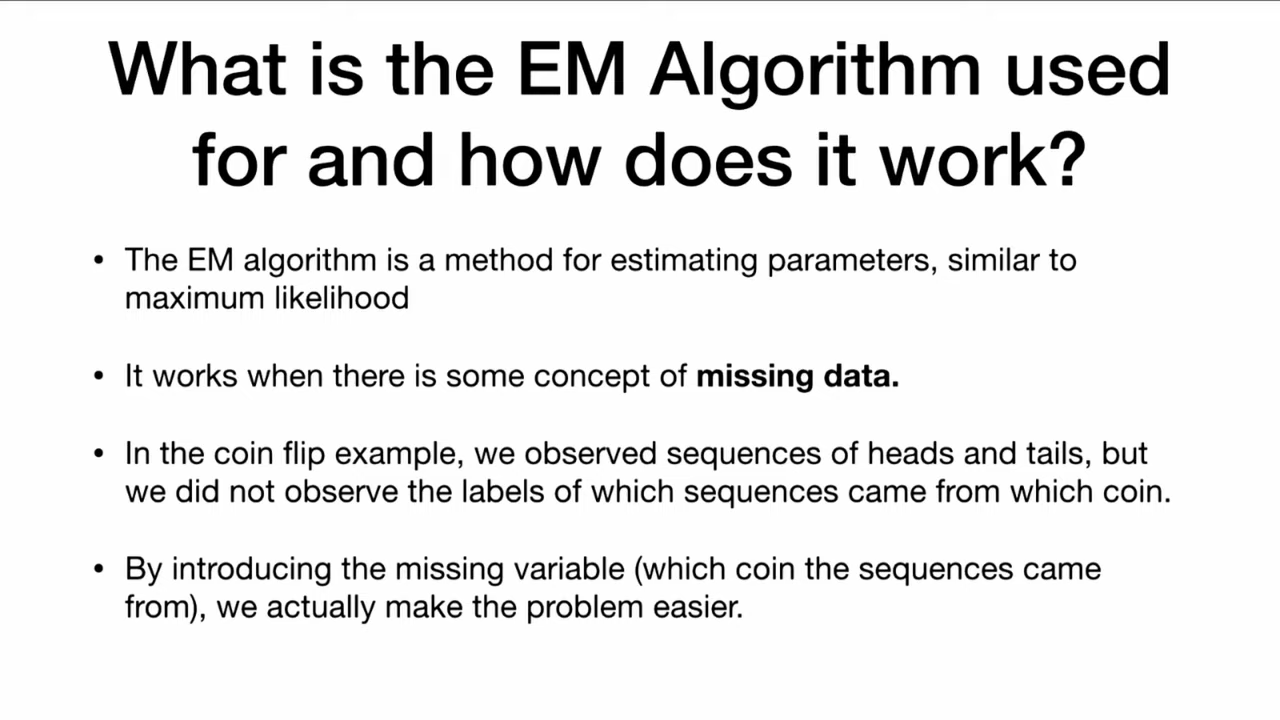 What is the EM Algorithm used
for and how does it work?
• The EM algorithm is a method for estimating parameters, similar to
maximum likelihood
• It works when there is some concept of missing data.
• In the coin flip example, we observed sequences of heads and tails, but
we did not observe the labels of which sequences came from which coin.
• By introducing the missing variable (which coin the sequences came
from), we actually make the problem easier.